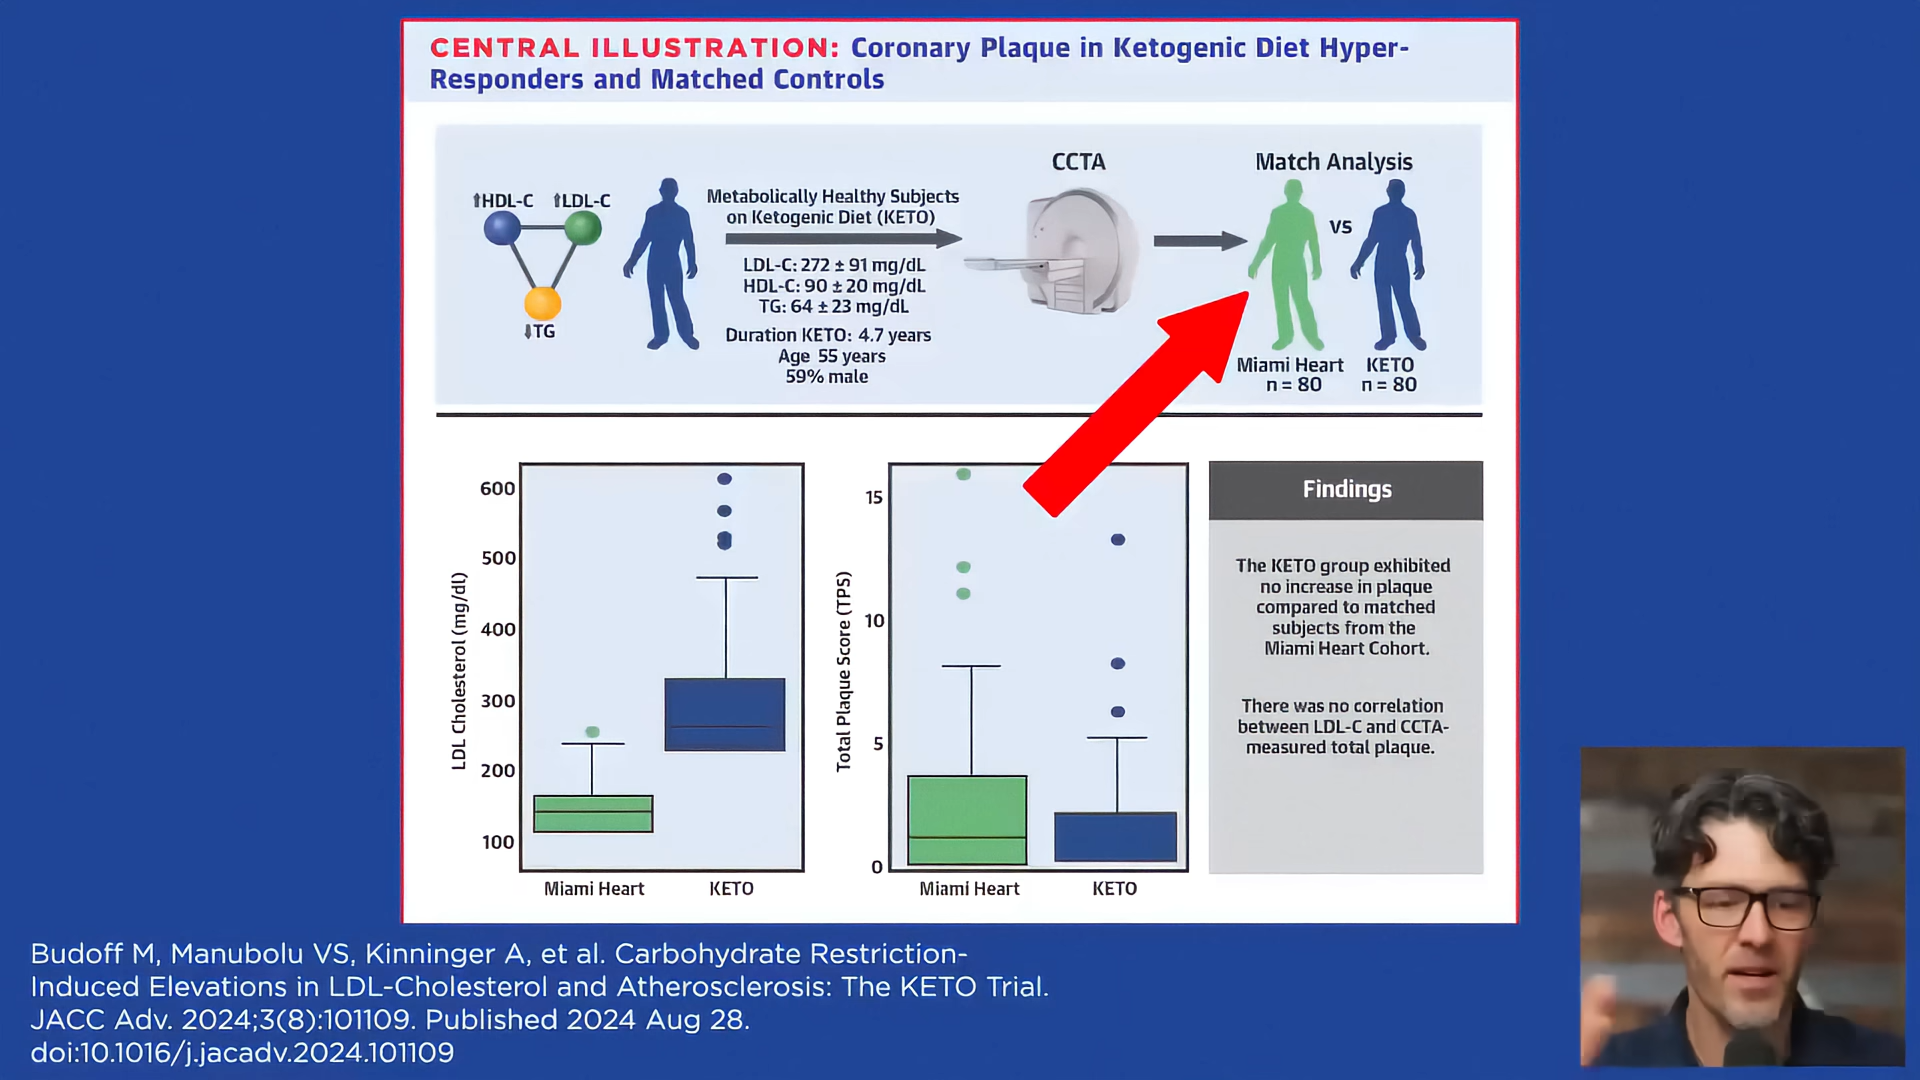 CENTRAL ILLUSTRATION: Coronary Plaque in Ketogenic Diet Hyper-
Responders and Matched Controls
⬆HDL-C ⬆LDL-C
⬇TG
Metabolically Healthy Subjects
on Ketogenic Diet (KETO)
LDL-C: 272 ± 91 mg/dL
HDL-C: 90 ± 20 mg/dL
TG: 64 ± 23 mg/dL
Duration KETO: 4.7 years
Age 55 years
59% male
CCTA
Match Analysis
VS
Miami Heart KETO
n = 80 n = 80
LDL Cholesterol (mg/dl)
600
500
400
300
200
100
Miami Heart KETO
Total Plaque Score (TPS)
15
10
5
0
Miami Heart KETO
Findings
The KETO group exhibited
no increase in plaque
compared to matched
subjects from the
Miami Heart Cohort.
There was no correlation
between LDL-C and CCTA-
measured total plaque.
Budoff M, Manubolu VS, Kinninger A, et al. Carbohydrate Restriction-
Induced Elevations in LDL-Cholesterol and Atherosclerosis: The KETO Trial.
JACC Adv. 2024;3(8):101109. Published 2024 Aug 28.
doi:10.1016/j.jacadv.2024.101109